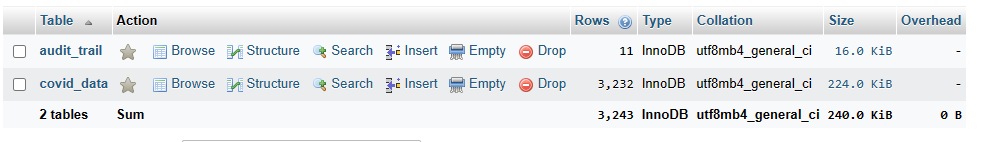 Table Action Rows Type Collation Size Overhead
audit_trail Browse Structure Search Insert Empty Drop 11 InnoDB utf8mb4_general_ci 16.0 KiB -
covid_data Browse Structure Search Insert Empty Drop 3,232 InnoDB utf8mb4_general_ci 224.0 KiB -
2 tables Sum 3,243 InnoDB utf8mb4_general_ci 240.0 KiB 0 B